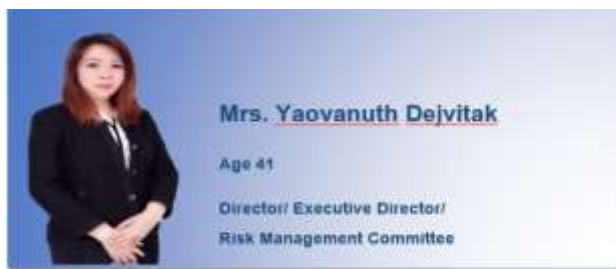 Mrs. Yaovanuth Dejvitak
Age 41
Director/ Executive Director/
Risk Management Committee